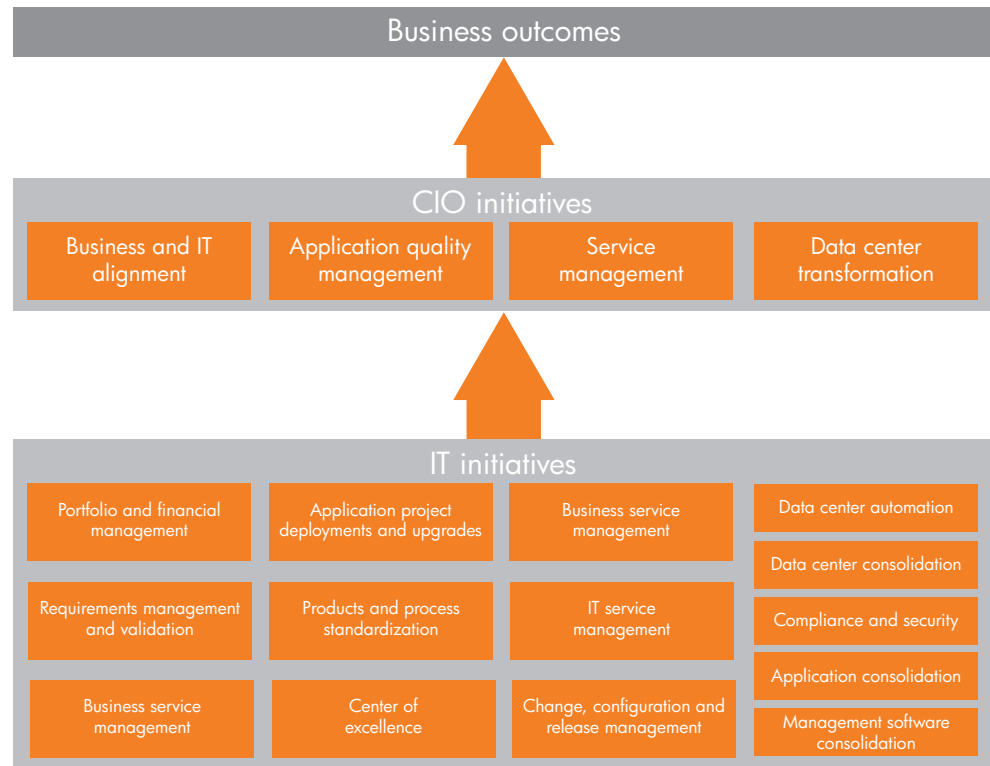 Business outcomes
CIO initiatives
Business and IT
alignment
Application quality
management
Service
management
Data center
transformation
IT initiatives
Portfolio and financial
management
Requirements management
and validation
Business service
management
Application project
deployments and upgrades
Products and process
standardization
Center of
excellence
Business service
management
IT service
management
Change, configuration and
release management
Data center automation
Data center consolidation
Compliance and security
Application consolidation
Management software
consolidation